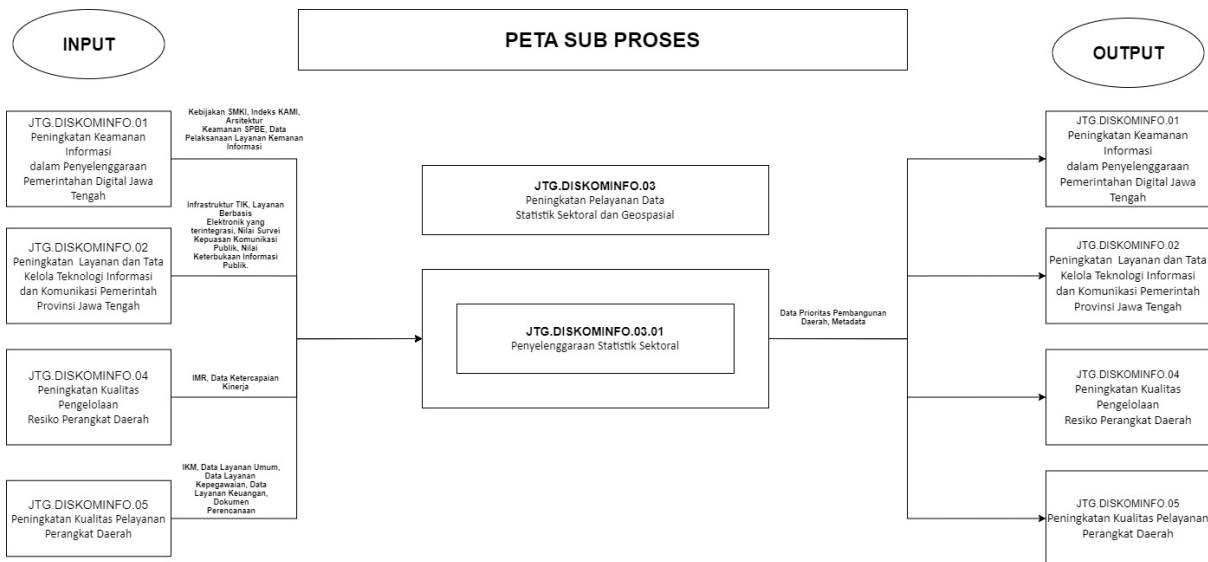 INPUT
PETA SUB PROSES
OUTPUT
JTG.DISKOMINFO.01
Peningkatan Keamanan
Informasi
dalam Penyelenggaraan
Pemerintahan Digital Jawa
Tengah
Kebijakan SMKI, Indeks KAMI,
Arsitektur
Keamanan SPBE, Data
Pelaksanaan Layanan Kemanan
Informasi
JTG.DISKOMINFO.02
Peningkatan Layanan dan Tata
Kelola Teknologi Informasi
dan Komunikasi Pemerintah
Provinsi Jawa Tengah
Infrastruktur TIK, Layanan
Berbasis
Elektronik yang
terintegrasi, Nilai Survei
Kepuasan Komunikasi
Publik, Nilai
Keterbukaan Informasi
Publik.
JTG.DISKOMINFO.04
Peningkatan Kualitas
Pengelolaan
Resiko Perangkat Daerah
IMR, Data Ketercapaian
Kinerja
JTG.DISKOMINFO.05
Peningkatan Kualitas Pelayanan
Perangkat Daerah
IKM, Data Layanan Umum,
Data Layanan
Kepegawaian, Data
Layanan Keuangan,
Dokumen
Perencanaan
JTG.DISKOMINFO.03
Peningkatan Pelayanan Data
Statistik Sektoral dan Geospasial
JTG.DISKOMINFO.03.01
Penyelenggaraan Statistik Sektoral
Data Prioritas Pembangunan
Daerah, Metadata
JTG.DISKOMINFO.01
Peningkatan Keamanan
Informasi
dalam Penyelenggaraan
Pemerintahan Digital Jawa
Tengah
JTG.DISKOMINFO.02
Peningkatan Layanan dan Tata
Kelola Teknologi Informasi
dan Komunikasi Pemerintah
Provinsi Jawa Tengah
JTG.DISKOMINFO.04
Peningkatan Kualitas
Pengelolaan
Resiko Perangkat Daerah
JTG.DISKOMINFO.05
Peningkatan Kualitas Pelayanan
Perangkat Daerah